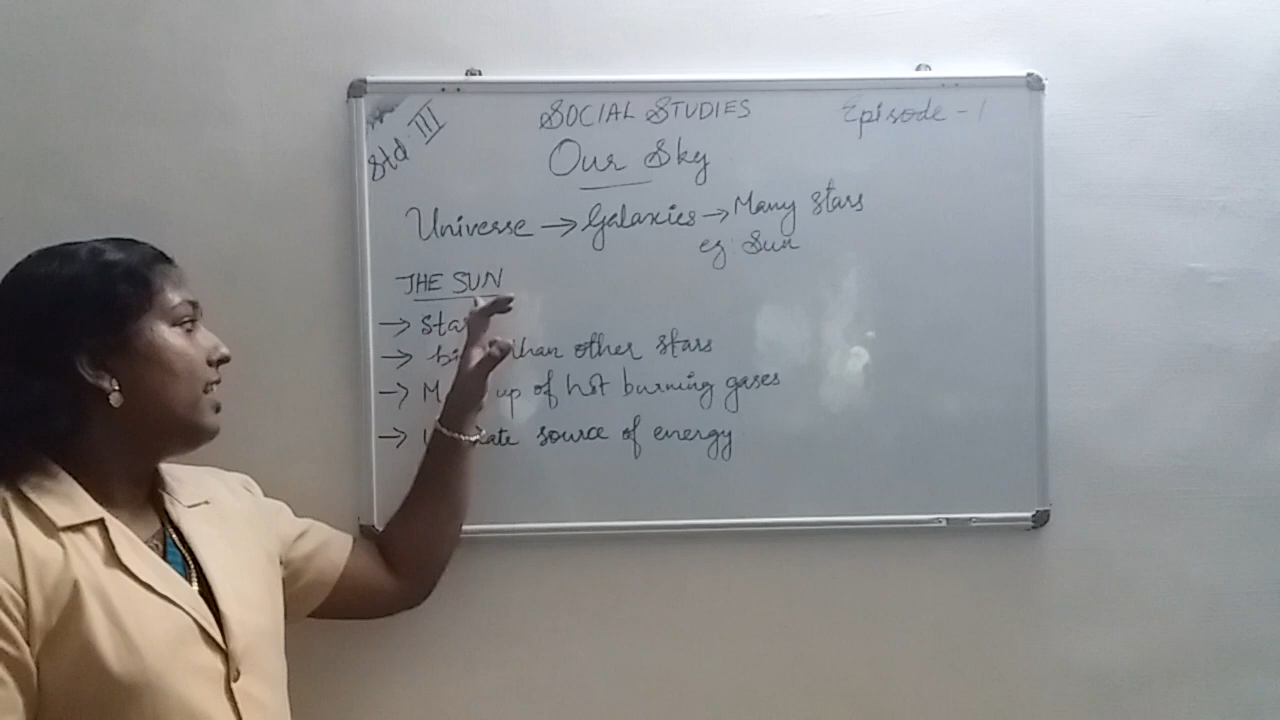 Std. III
SOCIAL STUDIES
Episode - 1
Our Sky
Universe → Galaxies → Many stars
eg: Sun
THE SUN
→ Sta
→ than other stars
→ up of hot burning gases
→ source of energy